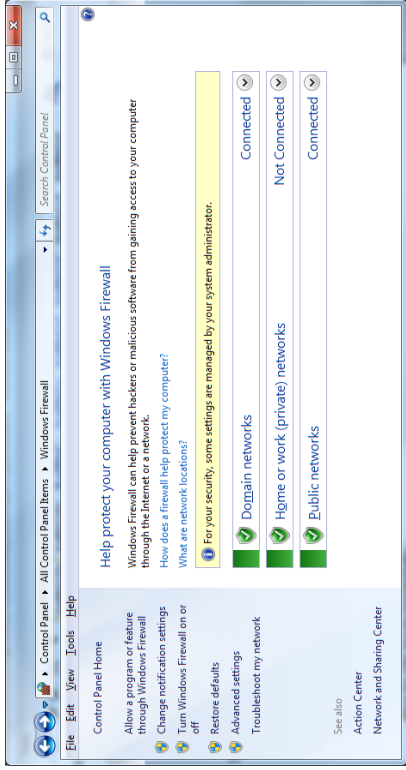 Control Panel ▸ All Control Panel Items ▸ Windows Firewall
Search Control Panel
File Edit View Tools Help
Control Panel Home
Allow a program or feature
through Windows Firewall
Change notification settings
Turn Windows Firewall on or
off
Restore defaults
Advanced settings
Troubleshoot my network
See also
Action Center
Network and Sharing Center
Help protect your computer with Windows Firewall
Windows Firewall can help prevent hackers or malicious software from gaining access to your computer
through the Internet or a network.
How does a firewall help protect my computer?
What are network locations?
For your security, some settings are managed by your system administrator.
Domain networks Connected
Home or work (private) networks Not Connected
Public networks Connected